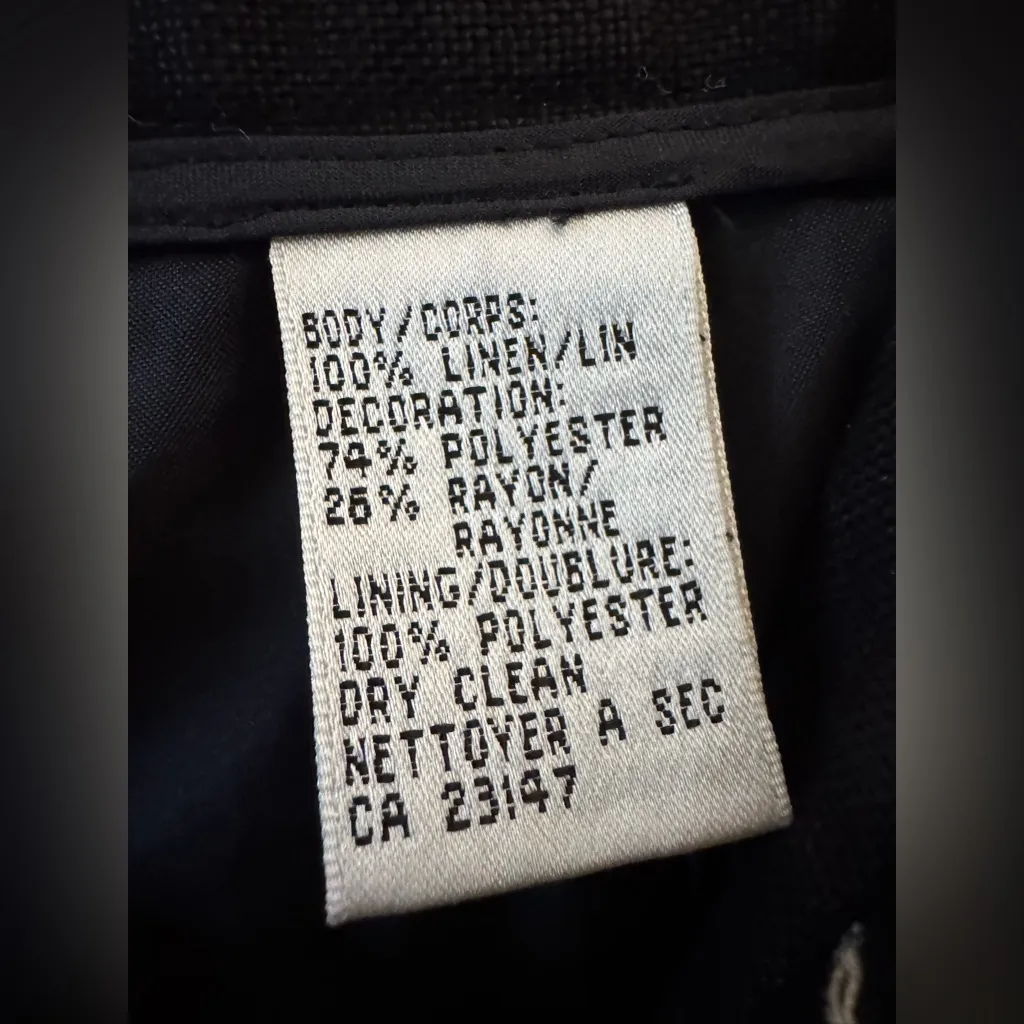 BODY/CORPS:
100% LINEN/LIN
DECORATION:
74% POLYESTER
26% RAYON/
RAYONNE
LINING/DOUBLURE:
100% POLYESTER
DRY CLEAN
NETTOYER A SEC
CA 23147